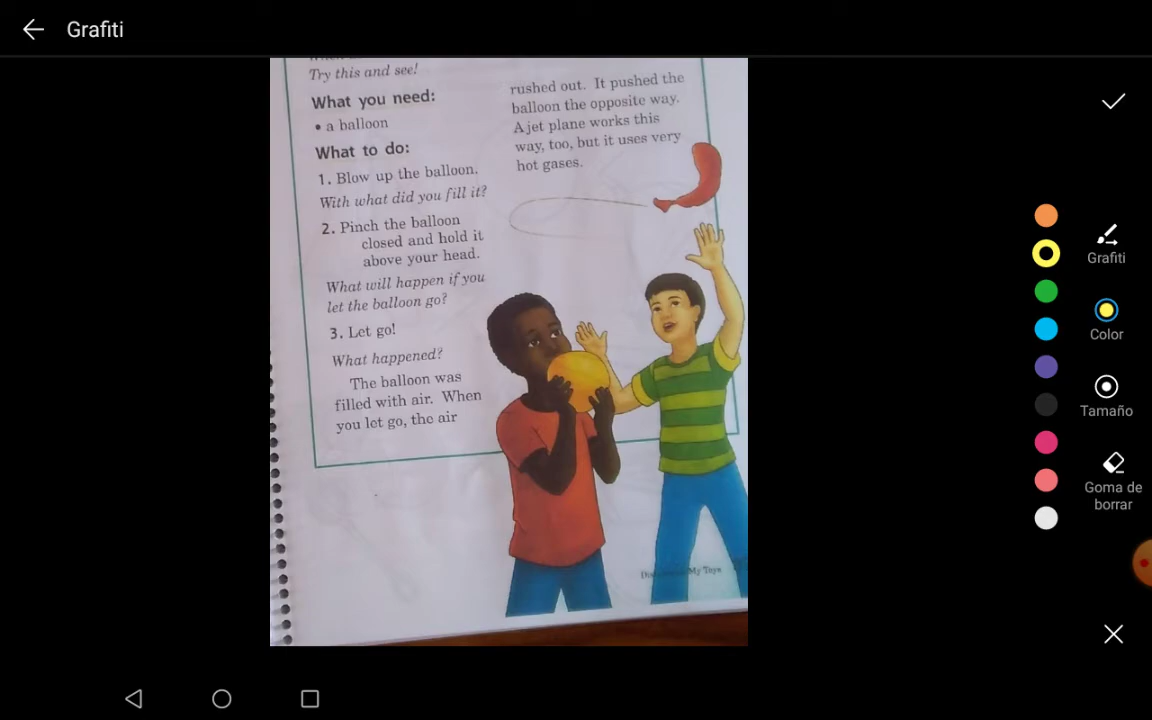 Grafiti
Try this and see!
What you need:
• a balloon
What to do:
1. Blow up the balloon.
With what did you fill it?
2. Pinch the balloon
closed and hold it
above your head.
What will happen if you
let the balloon go?
3. Let go!
What happened?
The balloon was
filled with air. When
you let go, the air
rushed out. It pushed the
balloon the opposite way.
A jet plane works this
way, too, but it uses very
hot gases.
My Toys
Grafiti
Color
Tamaño
Goma de
borrar